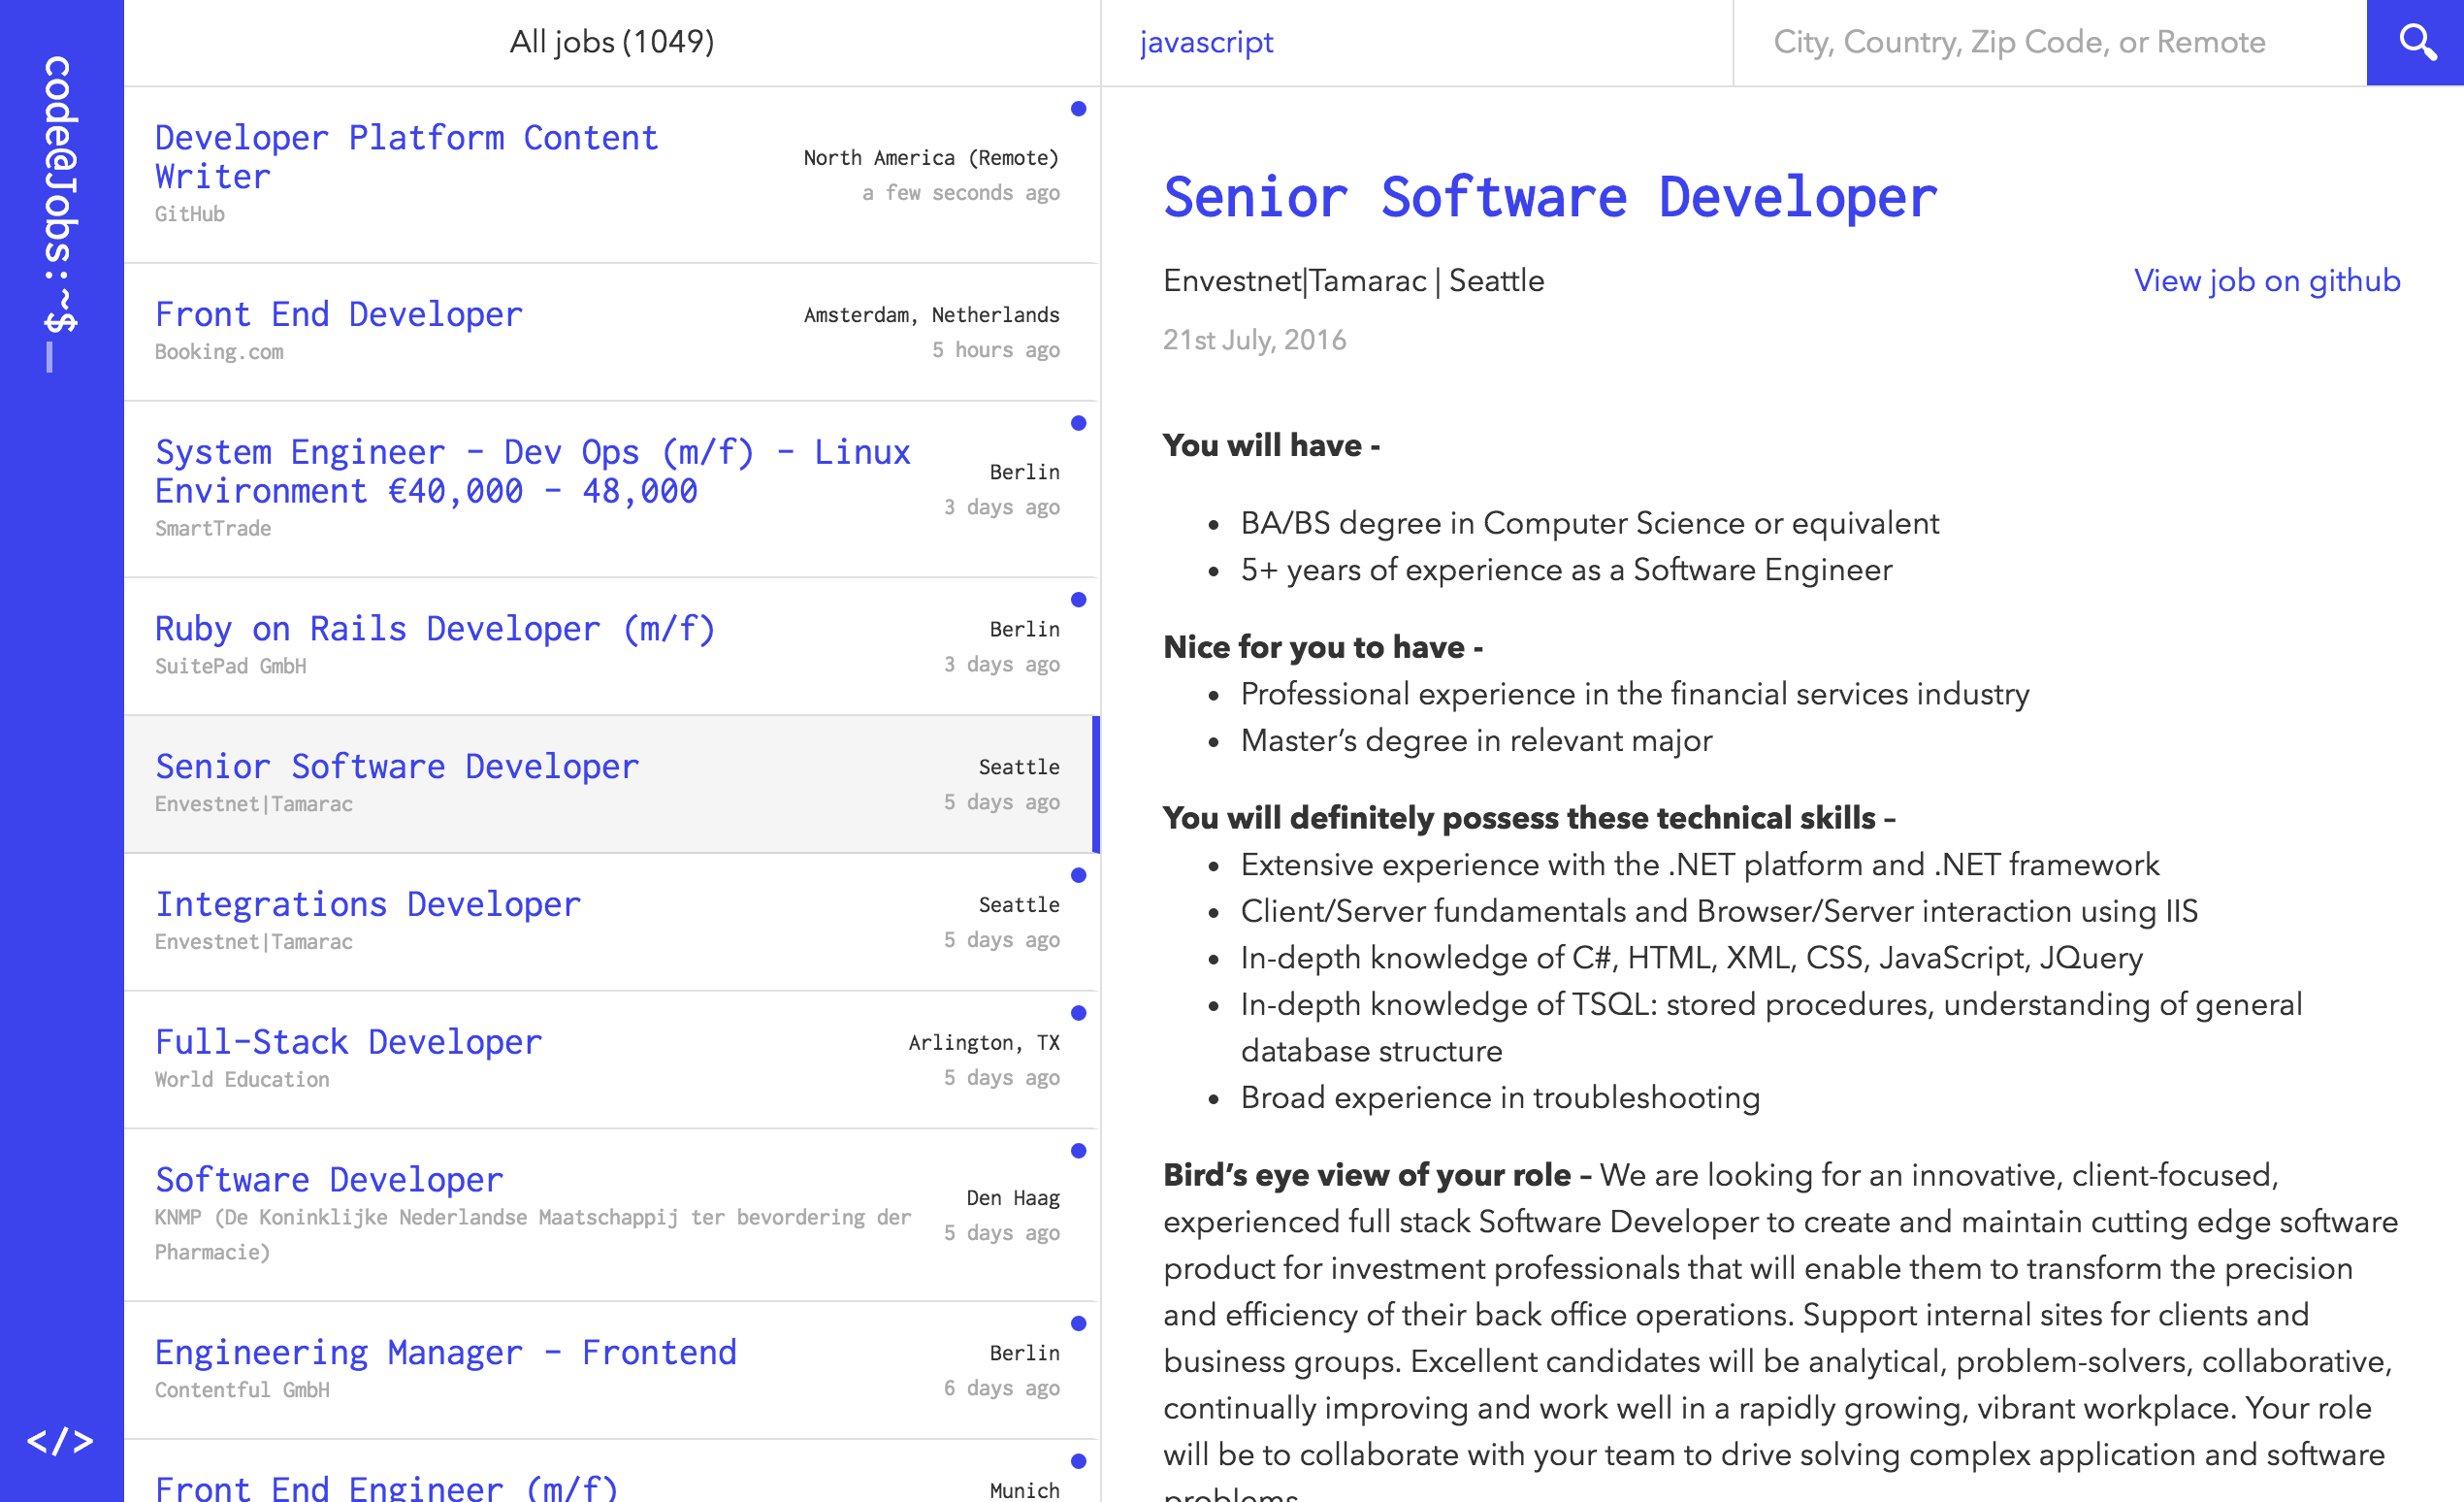 code@Jobs:~$_
</>
All jobs (1049)
Developer Platform Content
Writer
GitHub
North America (Remote)
a few seconds ago
Front End Developer
Booking.com
Amsterdam, Netherlands
5 hours ago
System Engineer - Dev Ops (m/f) - Linux
Environment €40,000 - 48,000
SmartTrade
Berlin
3 days ago
Ruby on Rails Developer (m/f)
SuitePad GmbH
Berlin
3 days ago
Senior Software Developer
Envestnet|Tamarac
Seattle
5 days ago
Integrations Developer
Envestnet|Tamarac
Seattle
5 days ago
Full-Stack Developer
World Education
Arlington, TX
5 days ago
Software Developer
KNMP (De Koninklijke Nederlandse Maatschappij ter bevordering der
Pharmacie)
Den Haag
5 days ago
Engineering Manager - Frontend
Contentful GmbH
Berlin
6 days ago
Front End Engineer (m/f)
Munich
javascript
City, Country, Zip Code, or Remote
Senior Software Developer
Envestnet|Tamarac | Seattle
View job on github
21st July, 2016
You will have -
• BA/BS degree in Computer Science or equivalent
• 5+ years of experience as a Software Engineer
Nice for you to have -
• Professional experience in the financial services industry
• Master’s degree in relevant major
You will definitely possess these technical skills –
• Extensive experience with the .NET platform and .NET framework
• Client/Server fundamentals and Browser/Server interaction using IIS
• In-depth knowledge of C#, HTML, XML, CSS, JavaScript, JQuery
• In-depth knowledge of TSQL: stored procedures, understanding of general
database structure
• Broad experience in troubleshooting
Bird’s eye view of your role – We are looking for an innovative, client-focused,
experienced full stack Software Developer to create and maintain cutting edge software
product for investment professionals that will enable them to transform the precision
and efficiency of their back office operations. Support internal sites for clients and
business groups. Excellent candidates will be analytical, problem-solvers, collaborative,
continually improving and work well in a rapidly growing, vibrant workplace. Your role
will be to collaborate with your team to drive solving complex application and software
problems.